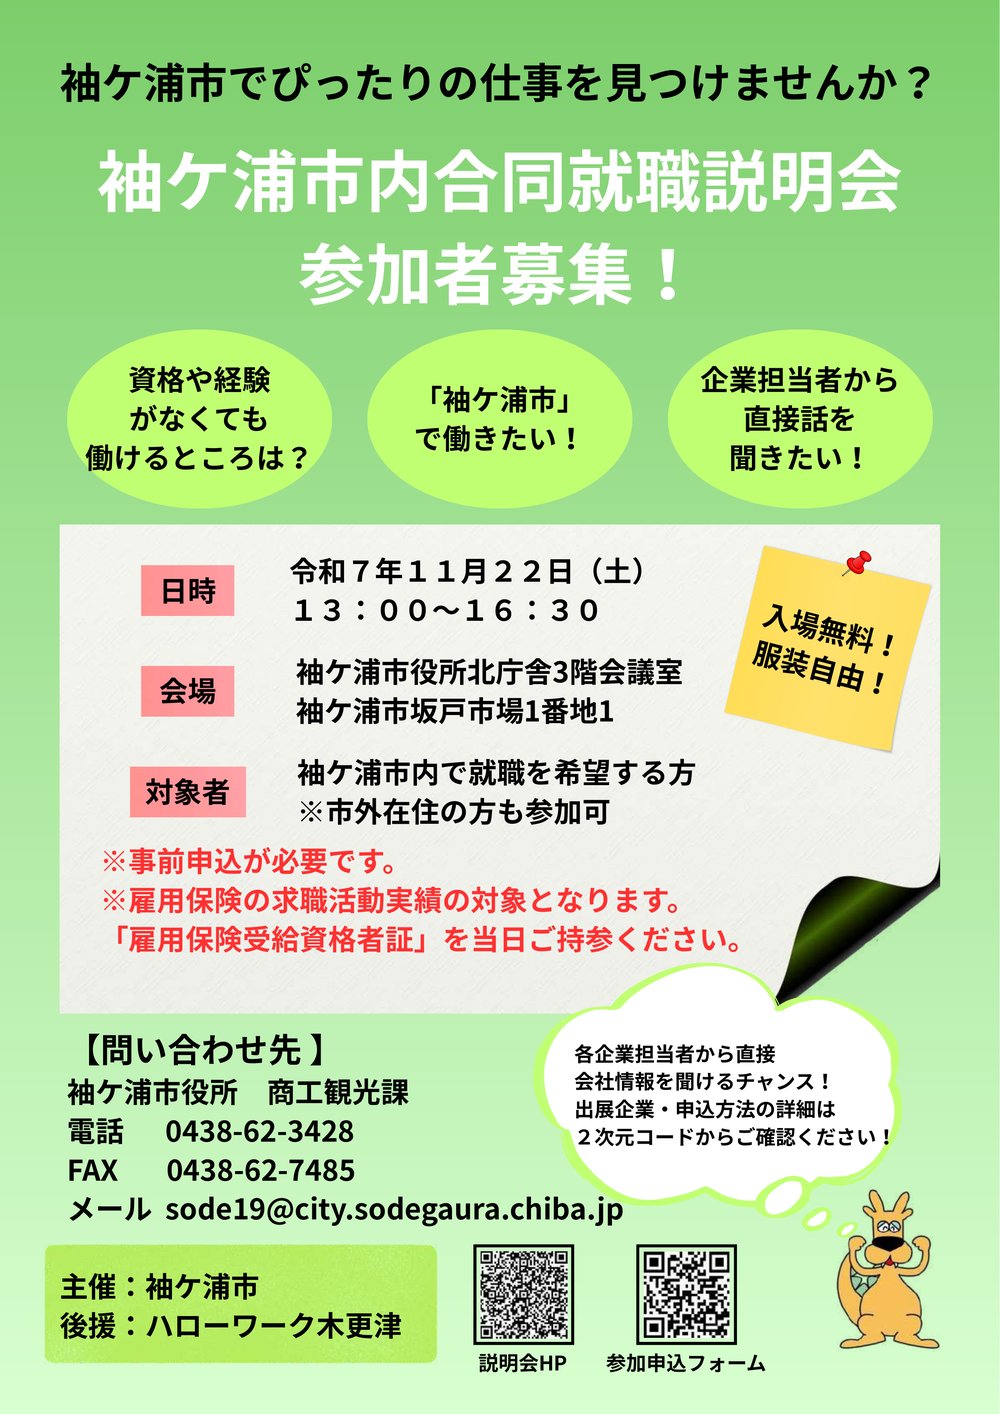 袖ケ浦市でぴったりの仕事を見つけませんか？
袖ケ浦市内合同就職説明会
参加者募集！
資格や経験
がなくても
働けるところは？
「袖ケ浦市」
で働きたい！
企業担当者から
直接話を
聞きたい！
日時
令和７年１１月２２日（土）
１３：００～１６：３０
入場無料！
服装自由！
会場
袖ケ浦市役所北庁舎3階会議室
袖ケ浦市坂戸市場1番地1
対象者
袖ケ浦市内で就職を希望する方
※市外在住の方も参加可
※事前申込が必要です。
※雇用保険の求職活動実績の対象となります。
「雇用保険受給資格者証」を当日ご持参ください。
【問い合わせ先】
袖ケ浦市役所　商工観光課
電話　0438-62-3428
FAX　0438-62-7485
メール sode19@city.sodegaura.chiba.jp
各企業担当者から直接
会社情報を聞けるチャンス！
出展企業・申込方法の詳細は
２次元コードからご確認ください！
主催：袖ケ浦市
後援：ハローワーク木更津
説明会HP
参加申込フォーム